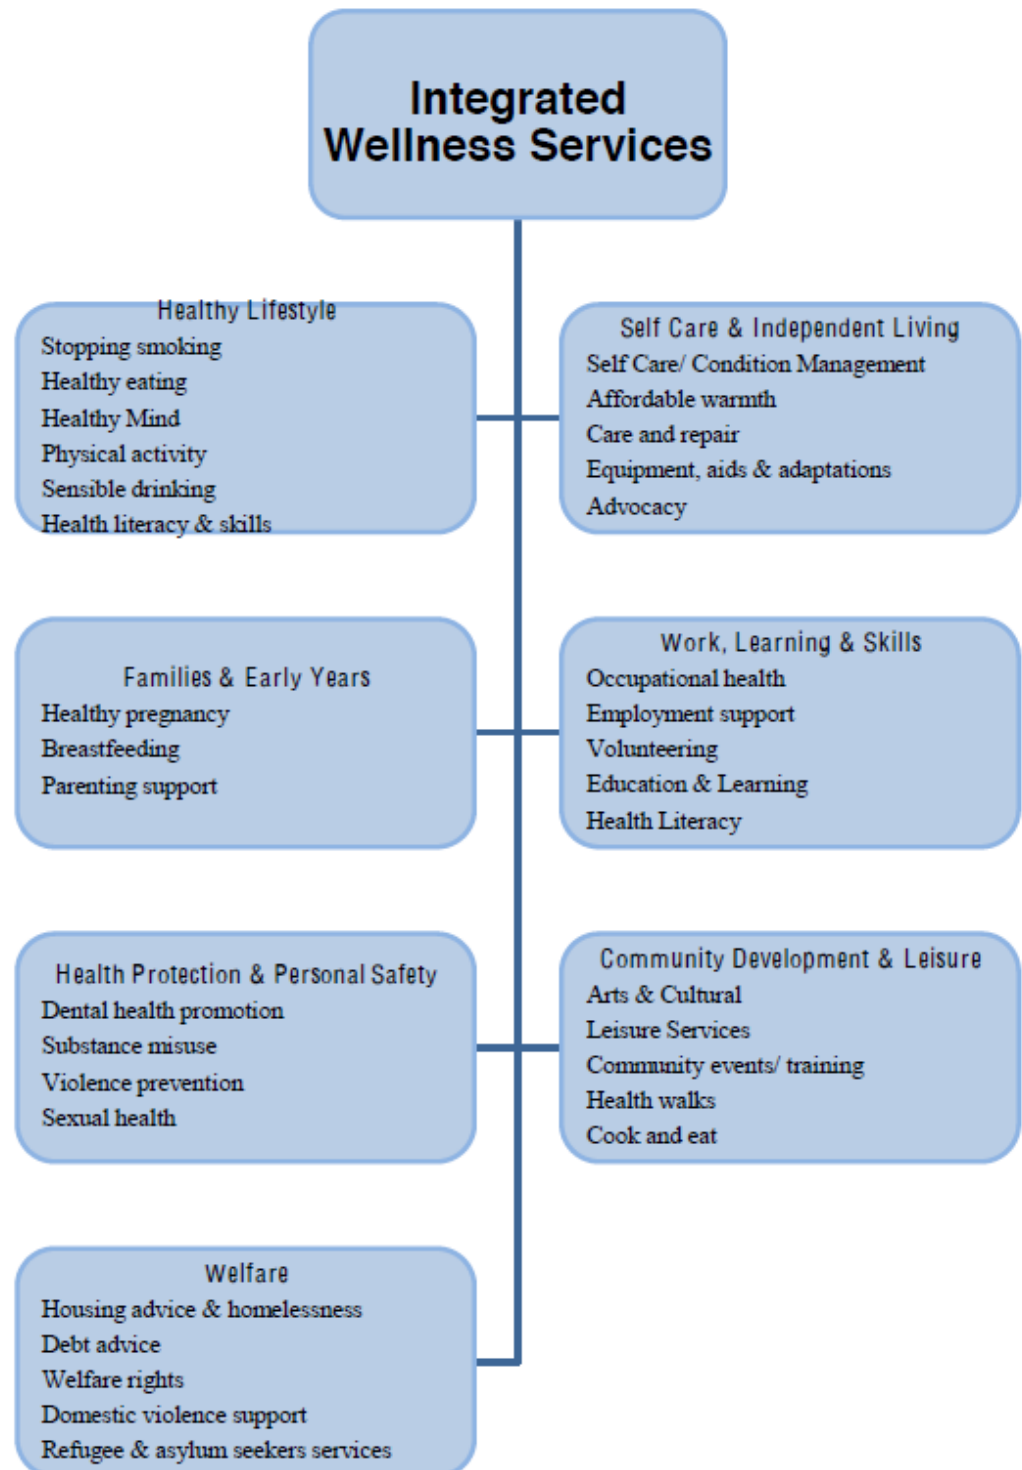 Integrated
Wellness Services
Healthy Lifestyle
Stopping smoking
Healthy eating
Healthy Mind
Physical activity
Sensible drinking
Health literacy & skills
Self Care & Independent Living
Self Care/ Condition Management
Affordable warmth
Care and repair
Equipment, aids & adaptations
Advocacy
Families & Early Years
Healthy pregnancy
Breastfeeding
Parenting support
Work, Learning & Skills
Occupational health
Employment support
Volunteering
Education & Learning
Health Literacy
Health Protection & Personal Safety
Dental health promotion
Substance misuse
Violence prevention
Sexual health
Community Development & Leisure
Arts & Cultural
Leisure Services
Community events/ training
Health walks
Cook and eat
Welfare
Housing advice & homelessness
Debt advice
Welfare rights
Domestic violence support
Refugee & asylum seekers services